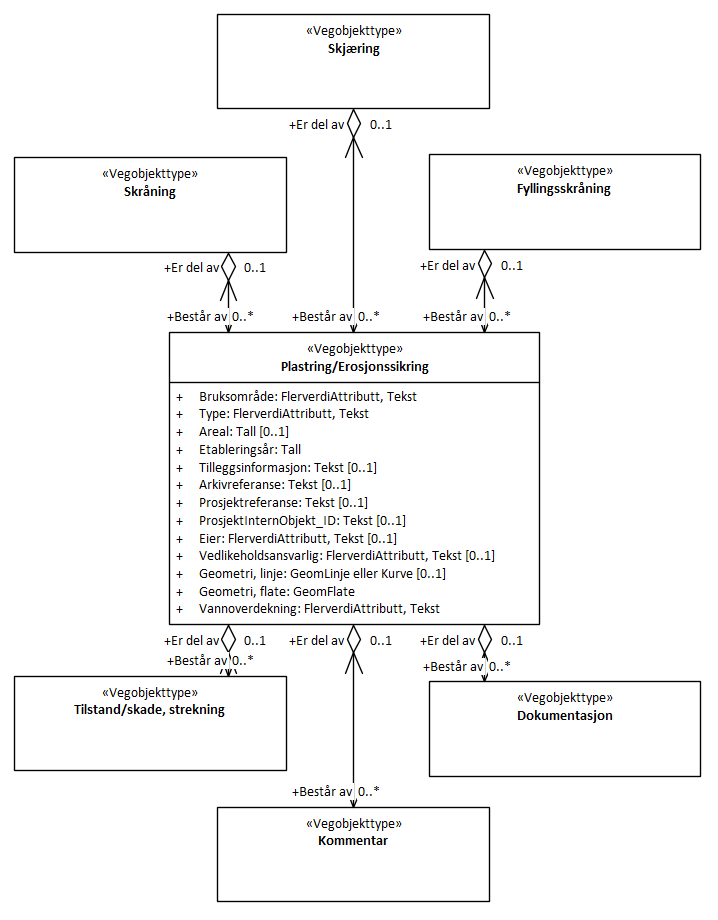 «Vegobjekttype»
Skjæring
+Er del av 0..1
«Vegobjekttype»
Skråning
«Vegobjekttype»
Fyllingsskråning
+Er del av 0..1
+Er del av 0..1
+Består av 0..*
+Består av 0..*
+Består av 0..*
«Vegobjekttype»
Plastring/Erosjonssikring
+ Bruksområde: FlerverdiAttributt, Tekst
+ Type: FlerverdiAttributt, Tekst
+ Areal: Tall [0..1]
+ Etableringsår: Tall
+ Tilleggsinformasjon: Tekst [0..1]
+ Arkivreferanse: Tekst [0..1]
+ Prosjektreferanse: Tekst [0..1]
+ ProsjektInternObjekt_ID: Tekst [0..1]
+ Eier: FlerverdiAttributt, Tekst [0..1]
+ Vedlikeholdsansvarlig: FlerverdiAttributt, Tekst [0..1]
+ Geometri, linje: GeomLinje eller Kurve [0..1]
+ Geometri, flate: GeomFlate
+ Vannoverdekning: FlerverdiAttributt, Tekst
+Er del av 0..1
+Er del av 0..1
+Er del av 0..1
+Består av 0..*
+Består av 0..*
«Vegobjekttype»
Tilstand/skade, strekning
«Vegobjekttype»
Dokumentasjon
+Består av 0..*
«Vegobjekttype»
Kommentar